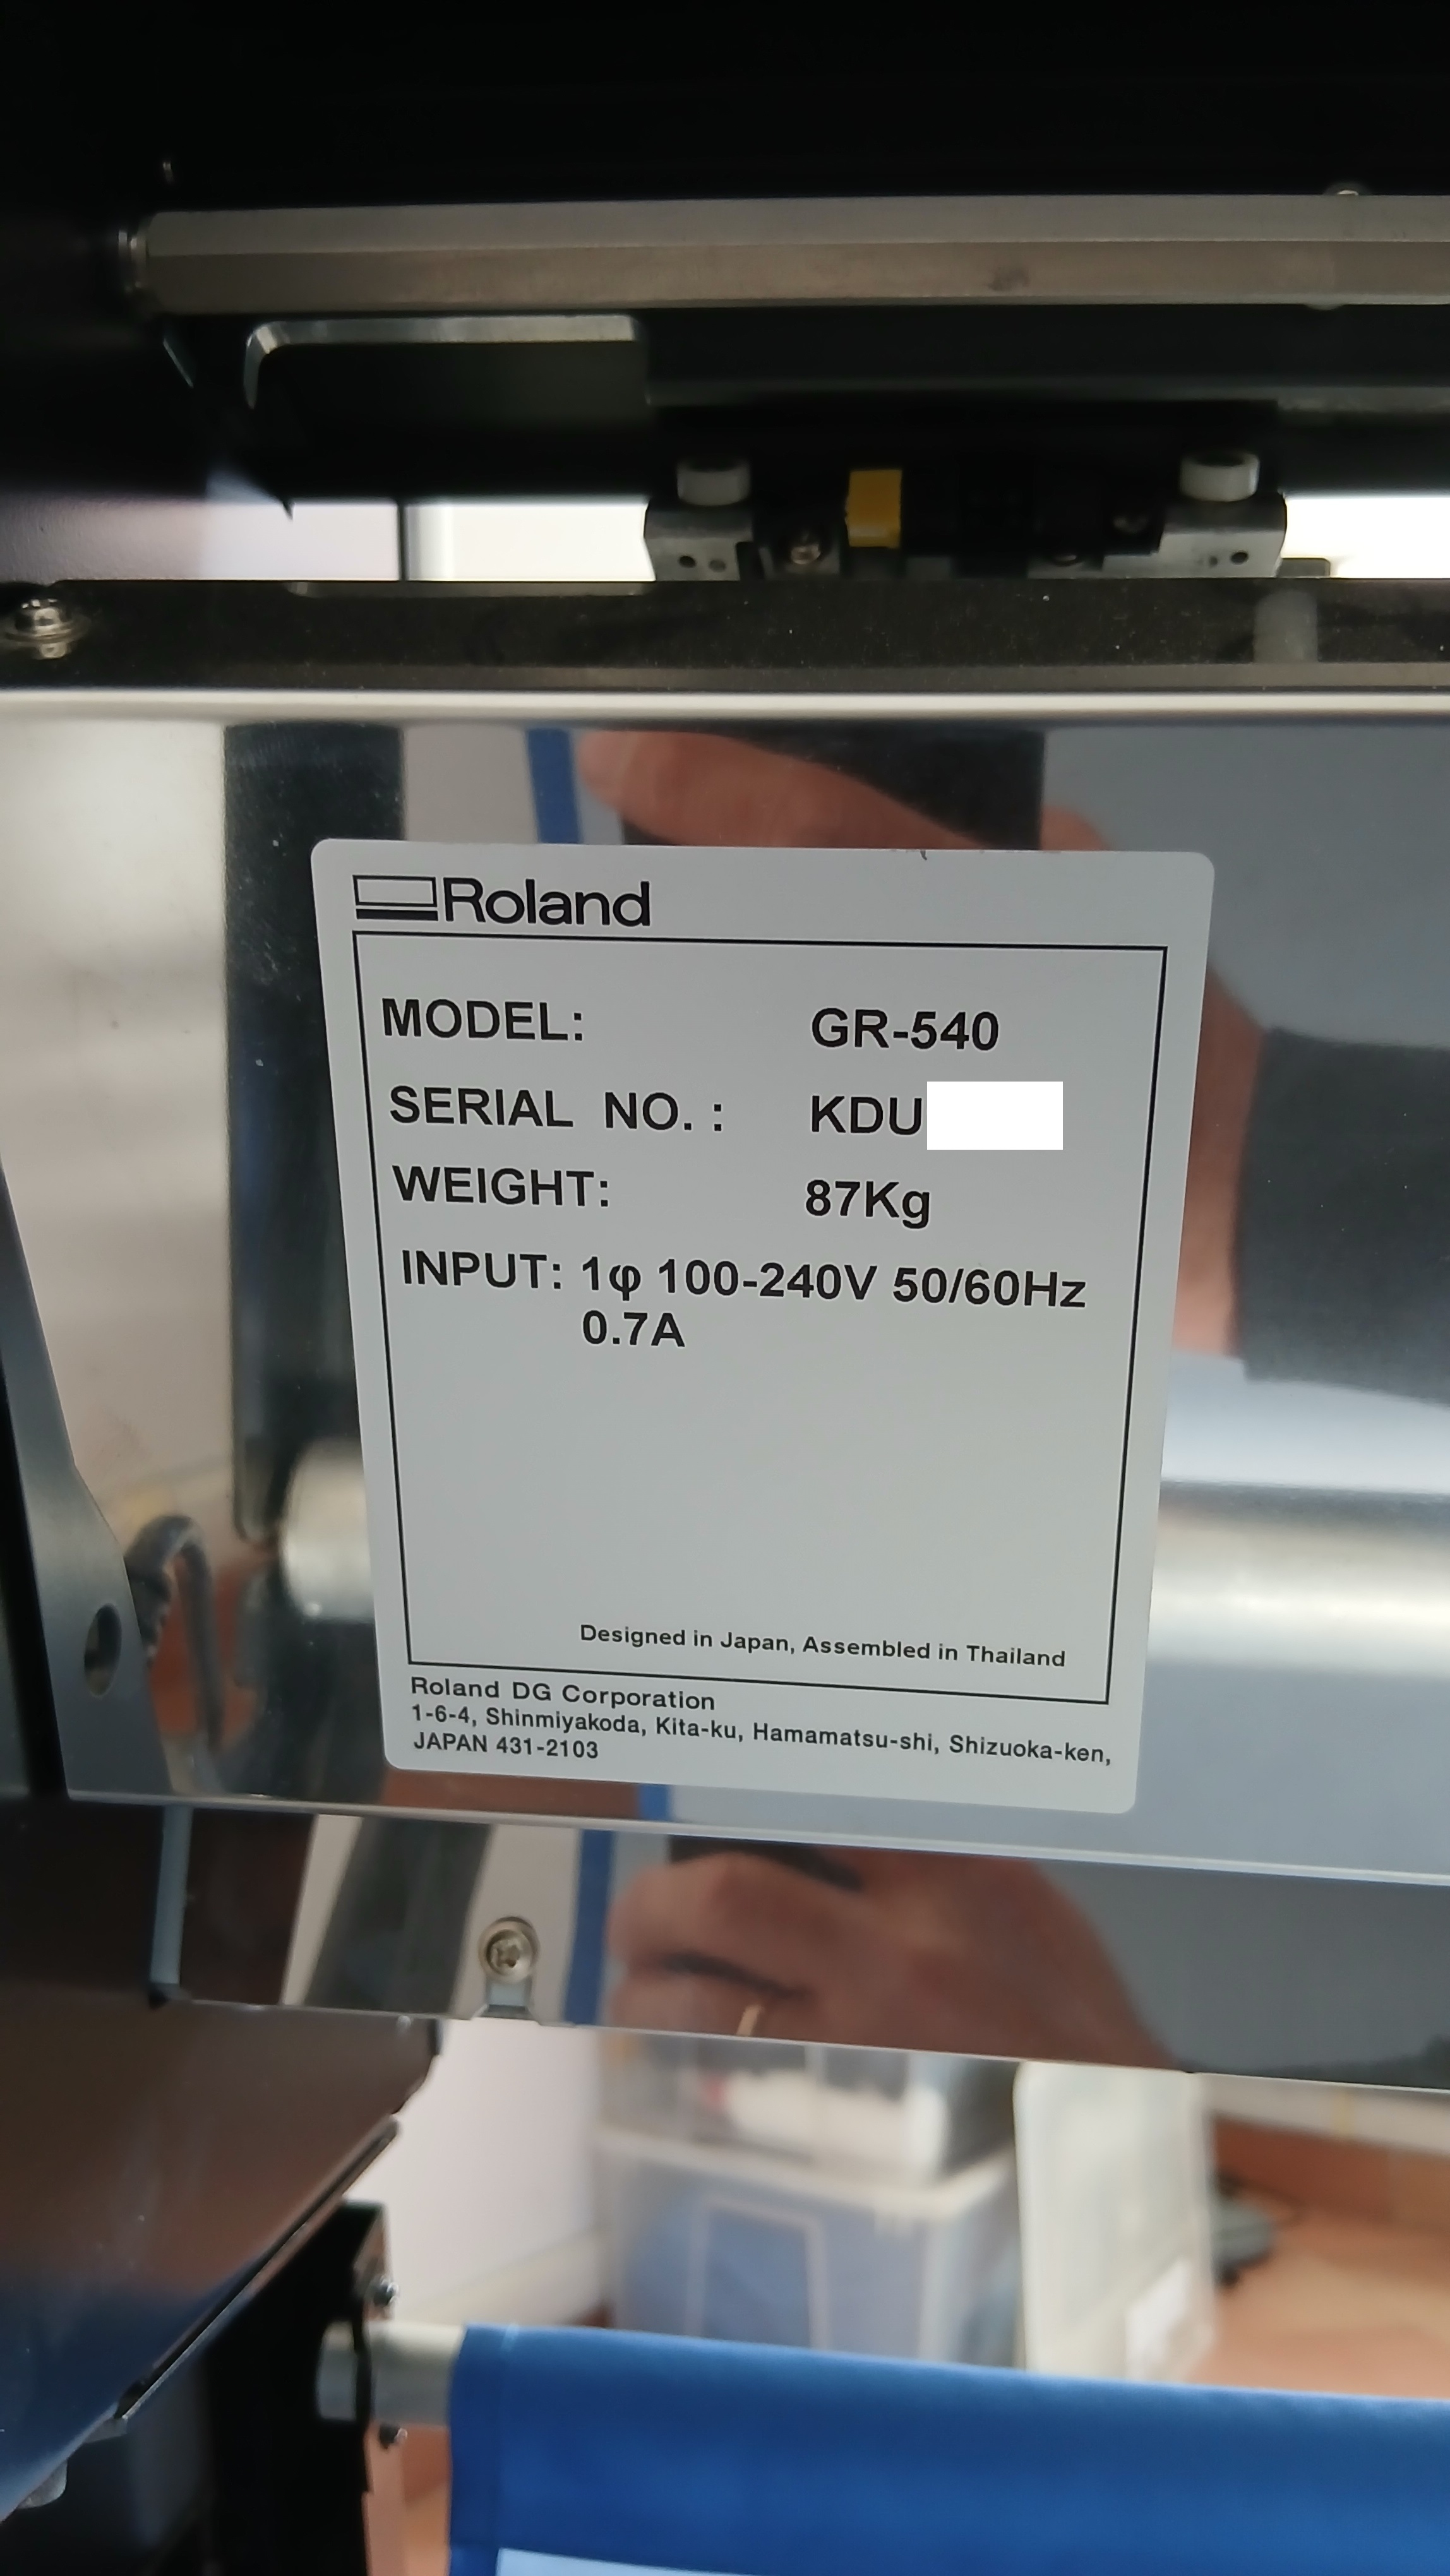 Roland
MODEL: GR-540
SERIAL NO. : KDU
WEIGHT: 87Kg
INPUT: 1φ 100-240V 50/60Hz
0.7A
Designed in Japan, Assembled in Thailand
Roland DG Corporation
1-6-4, Shinmiyakoda, Kita-ku, Hamamatsu-shi, Shizuoka-ken,
JAPAN 431-2103